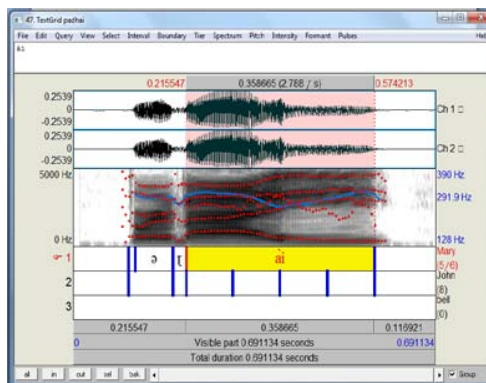 47. TextGrid padhai
File Edit Query View Select Interval Boundary Tier Spectrum Pitch Intensity Formant Pulses Hel
0.215547 0.358665 (2.788 / s) 0.574213
0.2539
0
-0.2539
Ch 1
0.2539
0
-0.2539
Ch 2
5000 Hz
0 Hz
390 Hz
291.9 Hz
128 Hz
1 ə ai
Mary
(5/6)
2
John
(8)
3
bell
(0)
0.215547 0.358665 0.116921
0 Visible part 0.691134 seconds 0.691134
Total duration 0.691134 seconds
all in out sel bak Group